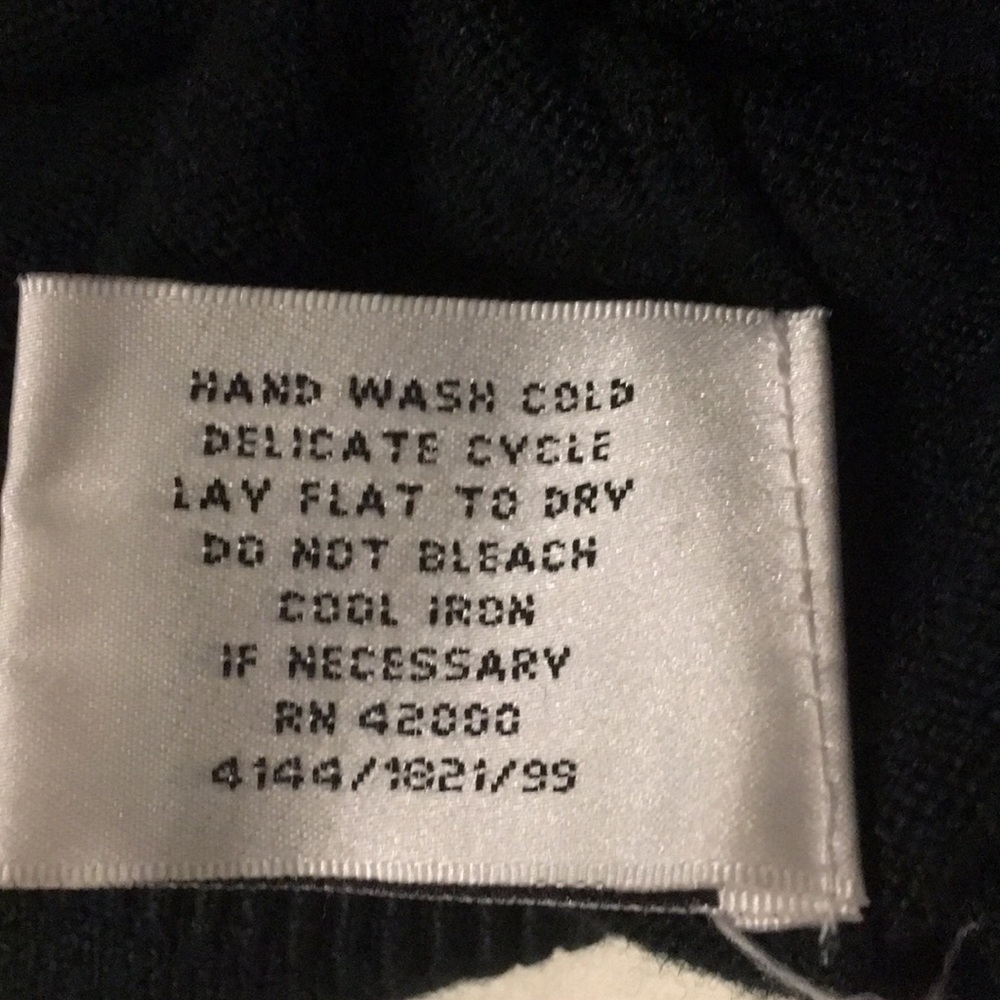 HAND WASH COLD
DELICATE CYCLE
LAY FLAT TO DRY
DO NOT BLEACH
COOL IRON
IF NECESSARY
RN 42000
4144/1821/99